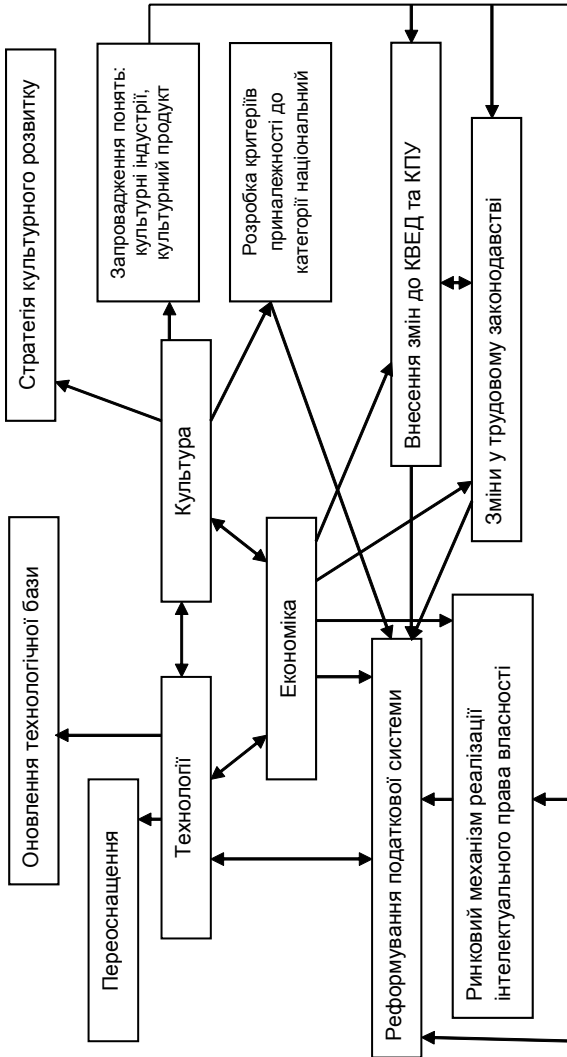 Стратегія культурного розвитку
Оновлення технологічної бази
Переоснащення
Запровадження понять:
культурні індустрії,
культурний продукт
Культура
Технології
Розробка критеріїв
приналежності до
категорії національний
Економіка
Внесення змін до КВЕД та КПУ
Реформування податкової системи
Зміни у трудовому законодавстві
Ринковий механізм реалізації
інтелектуального права власності